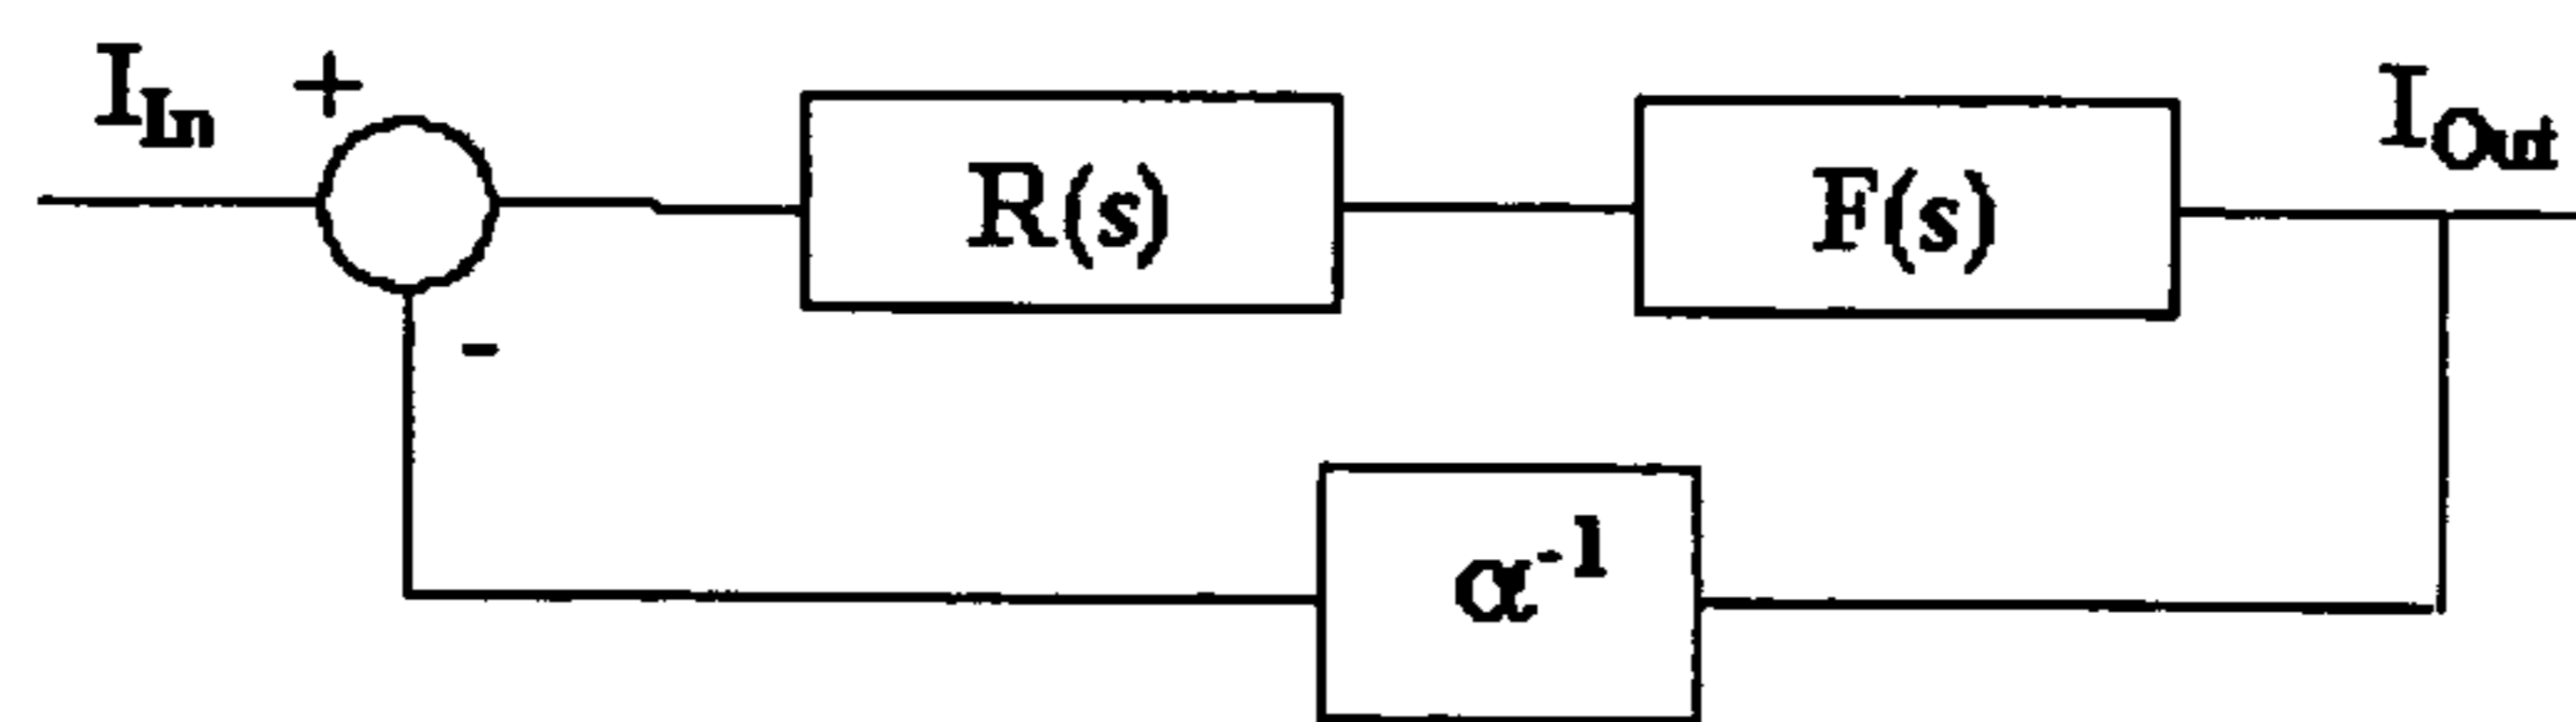 I_In +
R(s)
F(s)
I_Out
-
α^-1